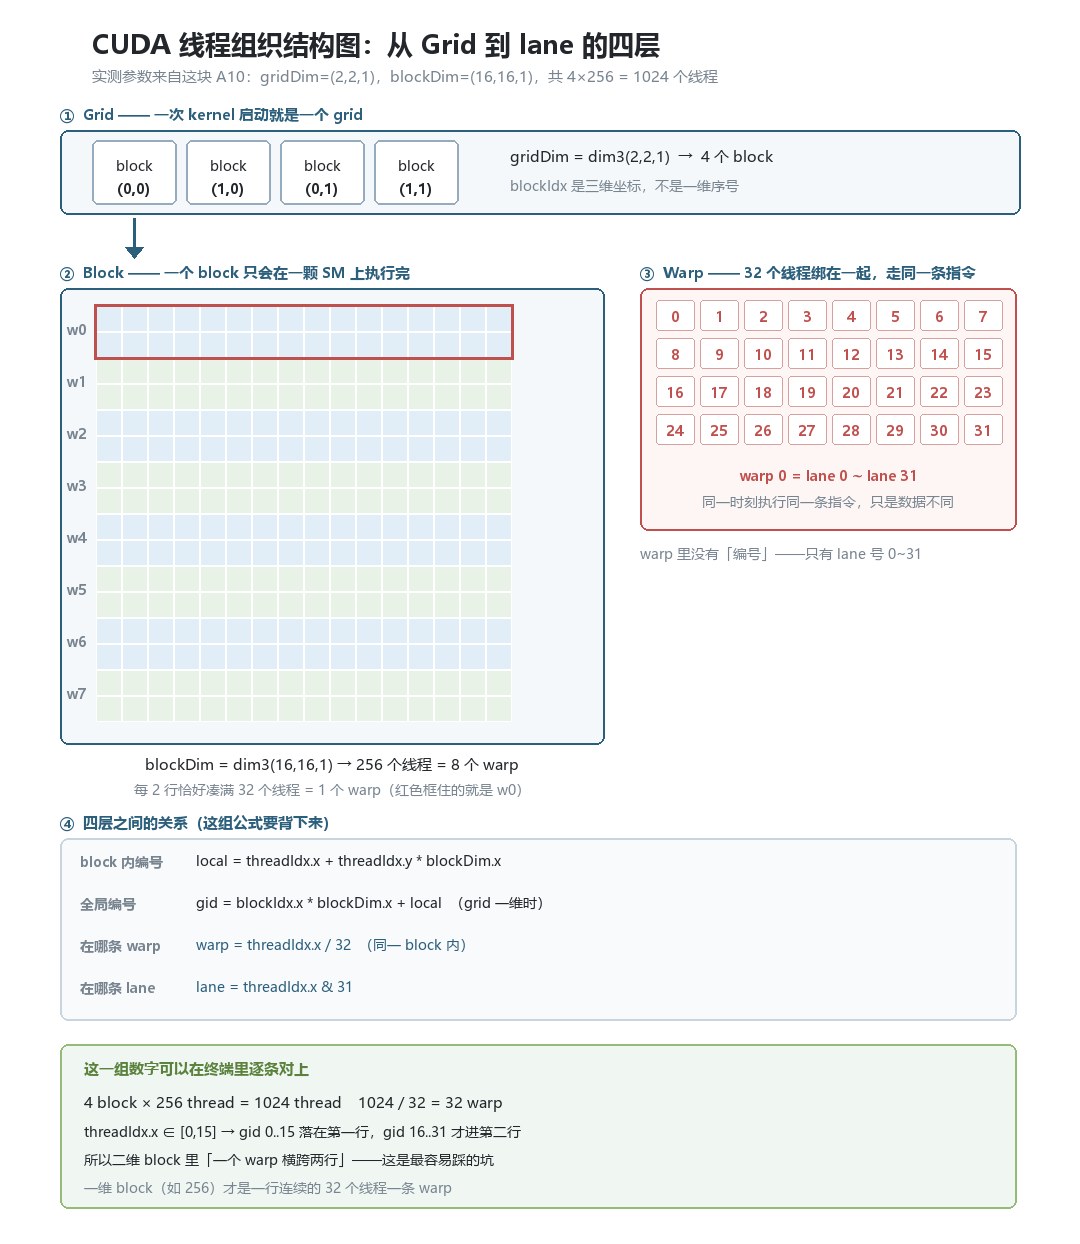 CUDA 线程组织结构图：从 Grid 到 lane 的四层
实测参数来自这块 A10：gridDim=(2,2,1)，blockDim=(16,16,1)，共 4×256 = 1024 个线程
① Grid —— 一次 kernel 启动就是一个 grid
block block block block
(0,0) (1,0) (0,1) (1,1)
gridDim = dim3(2,2,1) → 4 个 block
blockIdx 是三维坐标，不是一维序号
② Block —— 一个 block 只会在一颗 SM 上执行完
w0
w1
w2
w3
w4
w5
w6
w7
blockDim = dim3(16,16,1) → 256 个线程 = 8 个 warp
每 2 行恰好凑满 32 个线程 = 1 个 warp（红色框住的就是 w0）
③ Warp —— 32 个线程绑在一起，走同一条指令
0 1 2 3 4 5 6 7
8 9 10 11 12 13 14 15
16 17 18 19 20 21 22 23
24 25 26 27 28 29 30 31
warp 0 = lane 0 ~ lane 31
同一时刻执行同一条指令，只是数据不同
warp 里没有「编号」——只有 lane 号 0~31
④ 四层之间的关系（这组公式要背下来）
block 内编号 local = threadIdx.x + threadIdx.y * blockDim.x
全局编号 gid = blockIdx.x * blockDim.x + local （grid 一维时）
在哪条 warp warp = threadIdx.x / 32 （同一 block 内）
在哪条 lane lane = threadIdx.x & 31
这一组数字可以在终端里逐条对上
4 block × 256 thread = 1024 thread 1024 / 32 = 32 warp
threadIdx.x ∈ [0,15] → gid 0..15 落在第一行，gid 16..31 才进第二行
所以二维 block 里「一个 warp 横跨两行」——这是最容易踩的坑
一维 block（如 256）才是一行连续的 32 个线程一条 warp